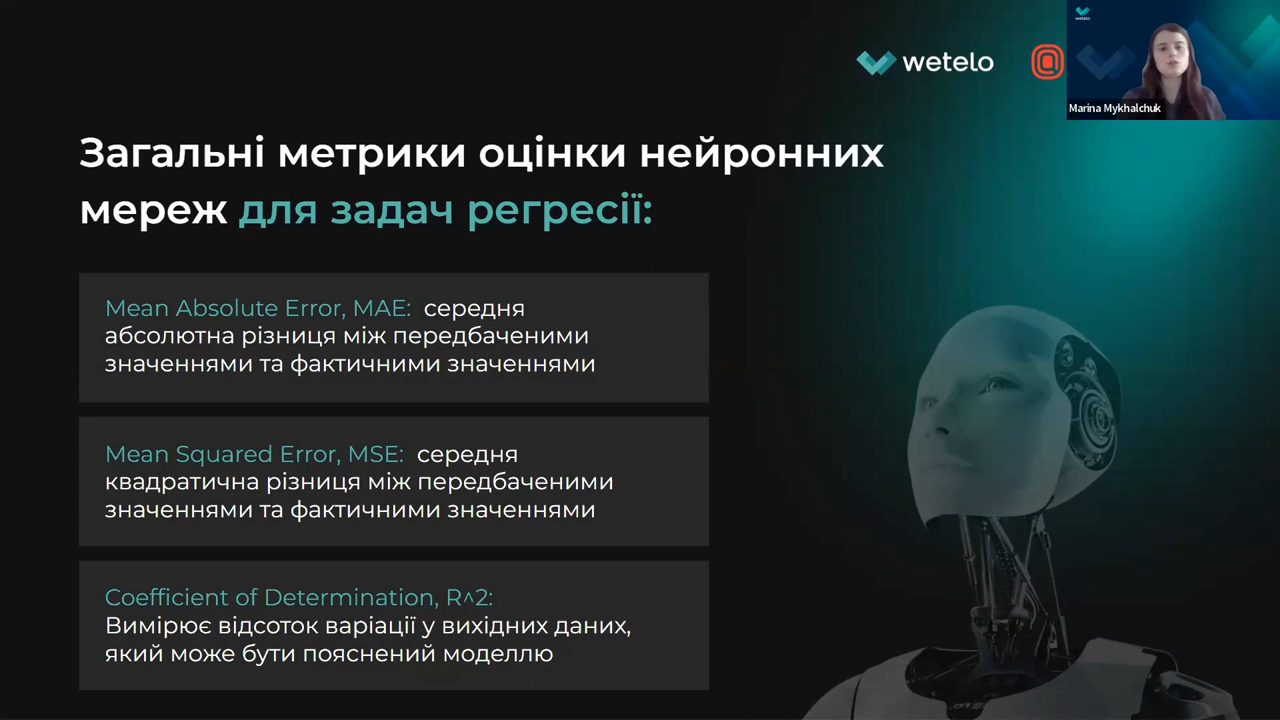 wetelo
wetelo
Marina Mykhalchuk
Загальні метрики оцінки нейронних
мереж для задач регресії:
Mean Absolute Error, MAE: середня
абсолютна різниця між передбаченими
значеннями та фактичними значеннями
Mean Squared Error, MSE: середня
квадратична різниця між передбаченими
значеннями та фактичними значеннями
Coefficient of Determination, R^2:
Вимірює відсоток варіації у вихідних даних,
який може бути пояснений моделлю